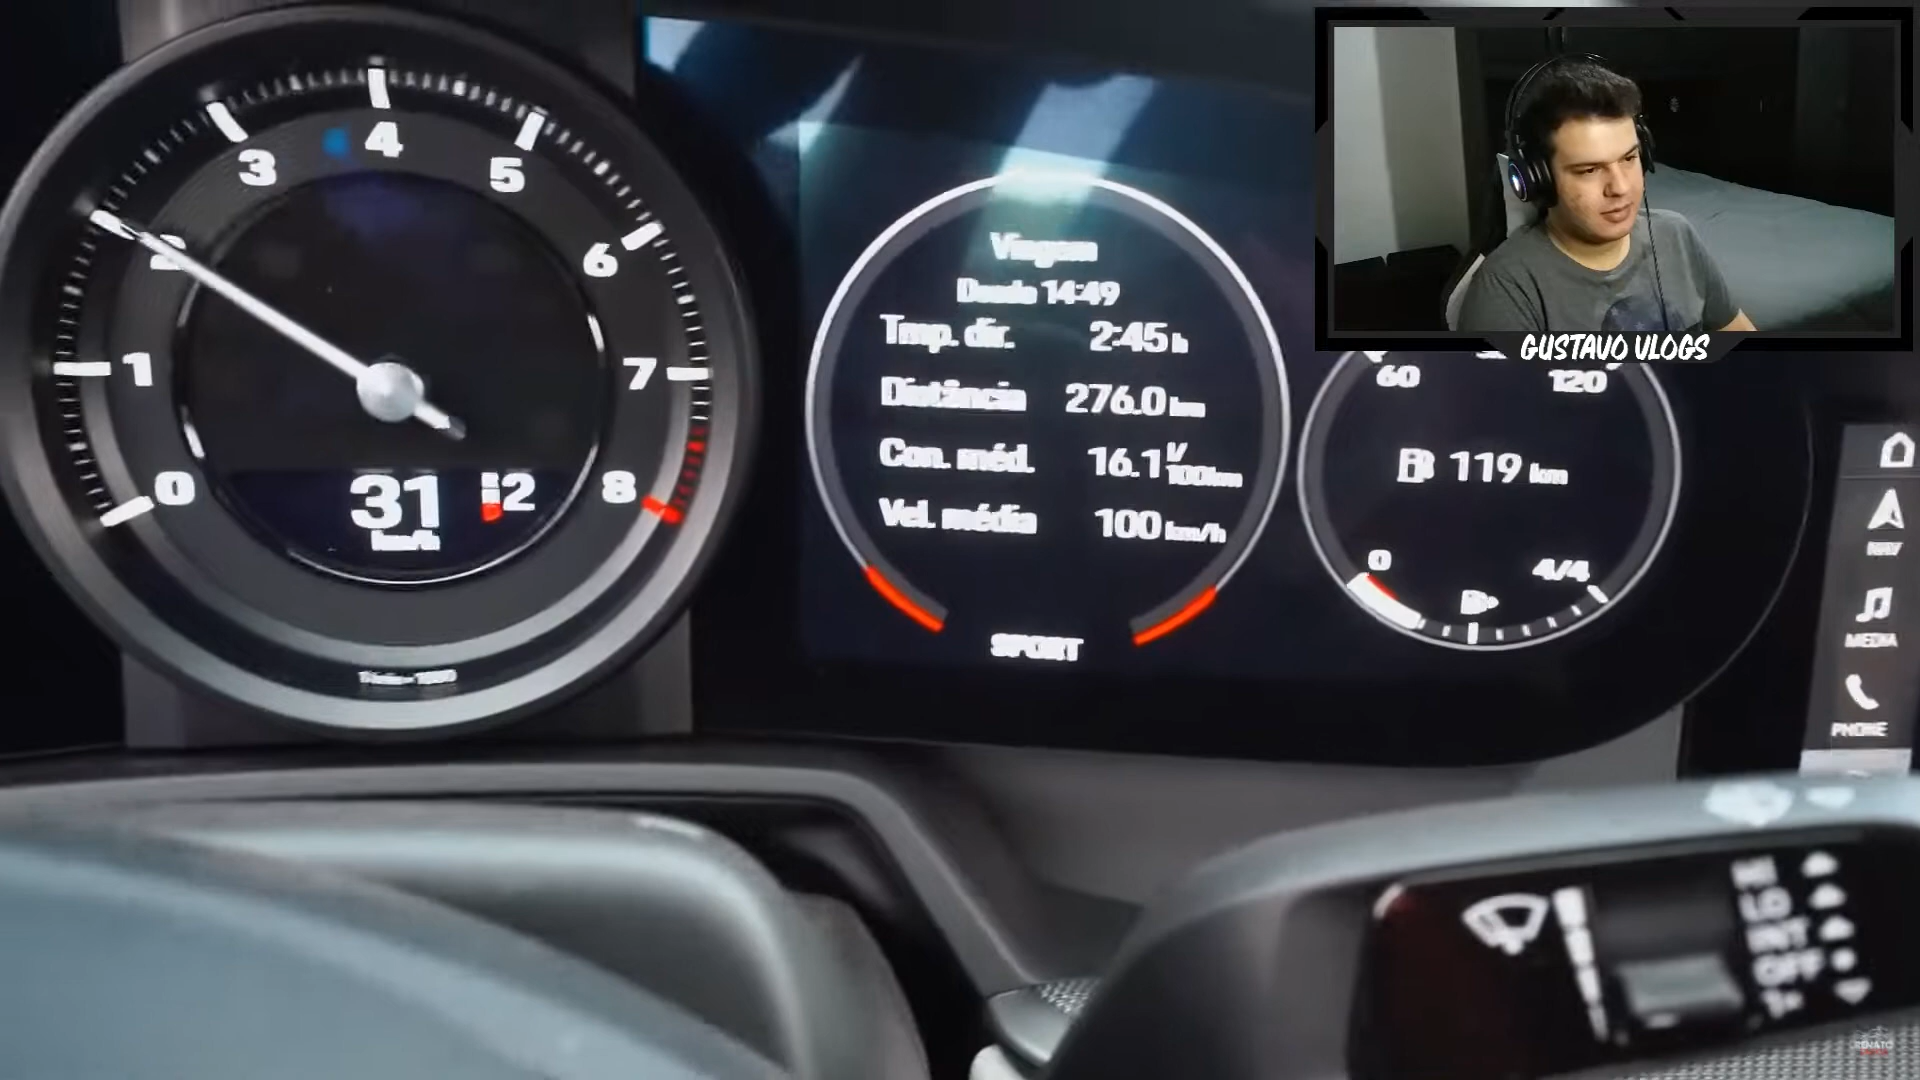 GUSTAVO VLOGS
0
1
2
3
4
5
6
7
8
31
km/h
2
Viagem
Desde 14:49
Tmp. dir. 2:45 h
Distância 276.0 km
Con. méd. 16.1 l/100km
Vel. média 100 km/h
SPORT
60
120
119 km
0
4/4
NAV
MEDIA
PHONE
HI
LO
INT
OFF
1x
RENATO